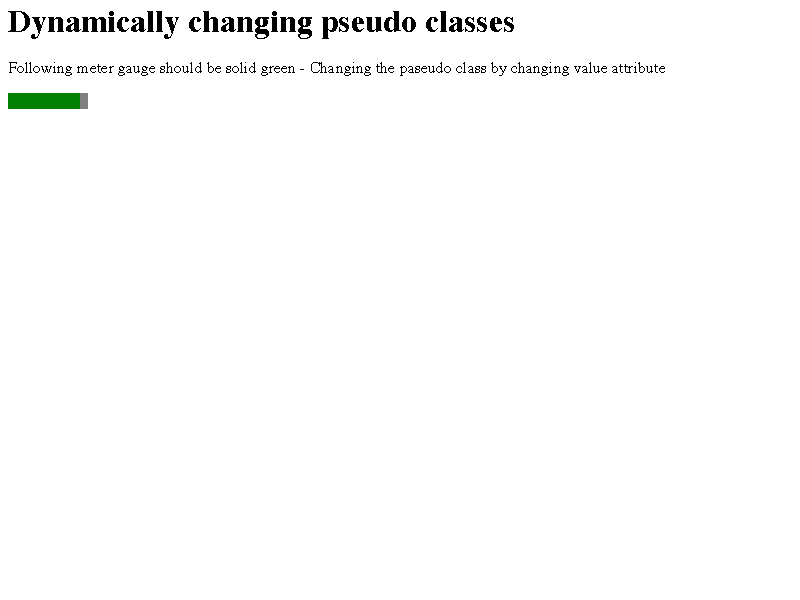 Dynamically changing pseudo classes
Following meter gauge should be solid green - Changing the paseudo class by changing value attribute